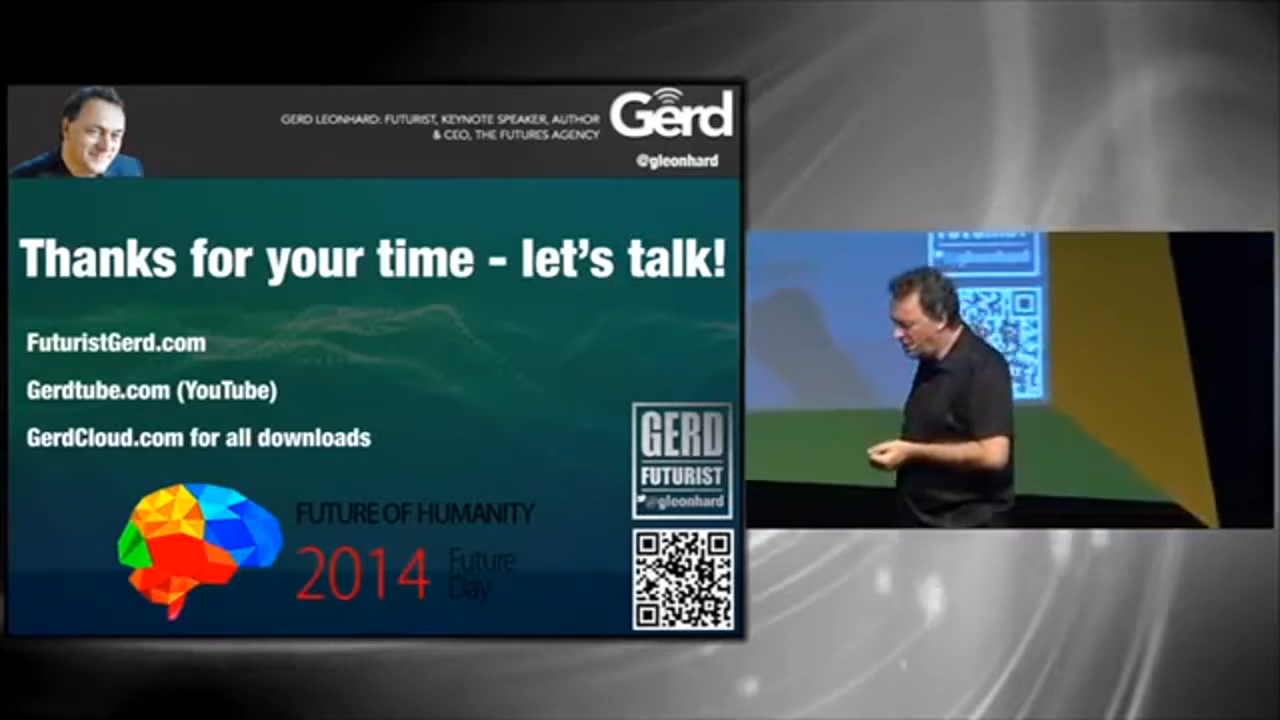 GERD LEONHARD: FUTURIST, KEYNOTE SPEAKER, AUTHOR
& CEO, THE FUTURES AGENCY
Gerd
@gleonhard
Thanks for your time - let's talk!
FuturistGerd.com
Gerdtube.com (YouTube)
GerdCloud.com for all downloads
GERD
FUTURIST
@gleonhard
FUTURE OF HUMANITY
2014 Future
Day
FUTURIST